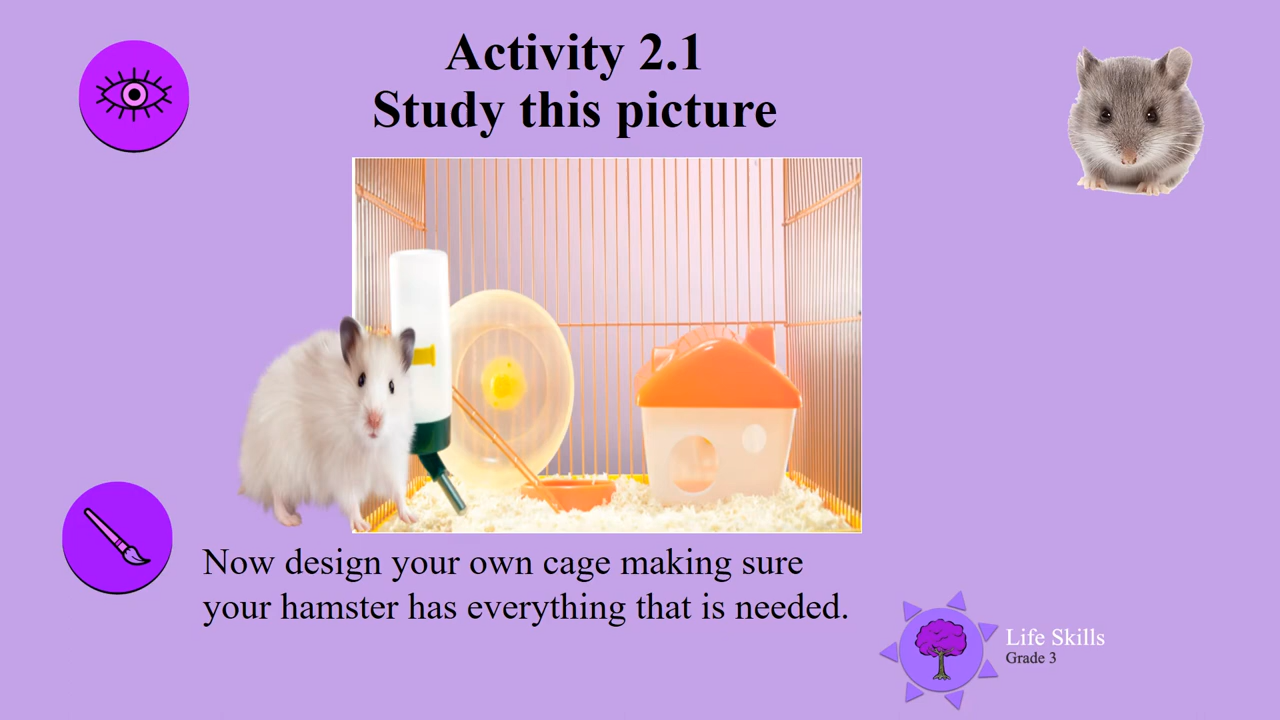 Activity 2.1
Study this picture
Now design your own cage making sure
your hamster has everything that is needed.
Life Skills
Grade 3